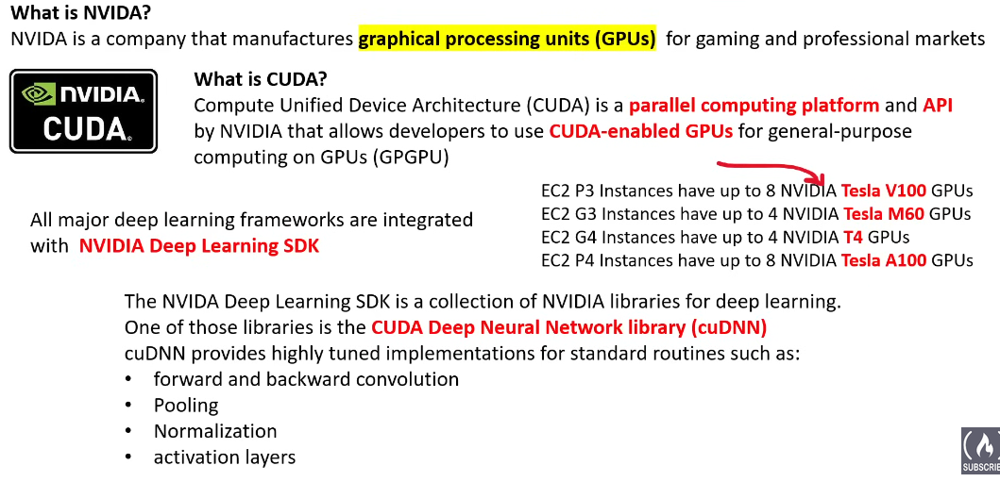 What is NVIDA?
NVIDA is a company that manufactures graphical processing units (GPUs) for gaming and professional markets
NVIDIA.
CUDA®
What is CUDA?
Compute Unified Device Architecture (CUDA) is a parallel computing platform and API
by NVIDIA that allows developers to use CUDA-enabled GPUs for general-purpose
computing on GPUs (GPGPU)
EC2 P3 Instances have up to 8 NVIDIA Tesla V100 GPUs
EC2 G3 Instances have up to 4 NVIDIA Tesla M60 GPUs
EC2 G4 Instances have up to 4 NVIDIA T4 GPUs
EC2 P4 Instances have up to 8 NVIDIA Tesla A100 GPUs
All major deep learning frameworks are integrated
with NVIDIA Deep Learning SDK
The NVIDA Deep Learning SDK is a collection of NVIDIA libraries for deep learning.
One of those libraries is the CUDA Deep Neural Network library (cuDNN)
cuDNN provides highly tuned implementations for standard routines such as:
• forward and backward convolution
• Pooling
• Normalization
• activation layers
SUBSCRIBE